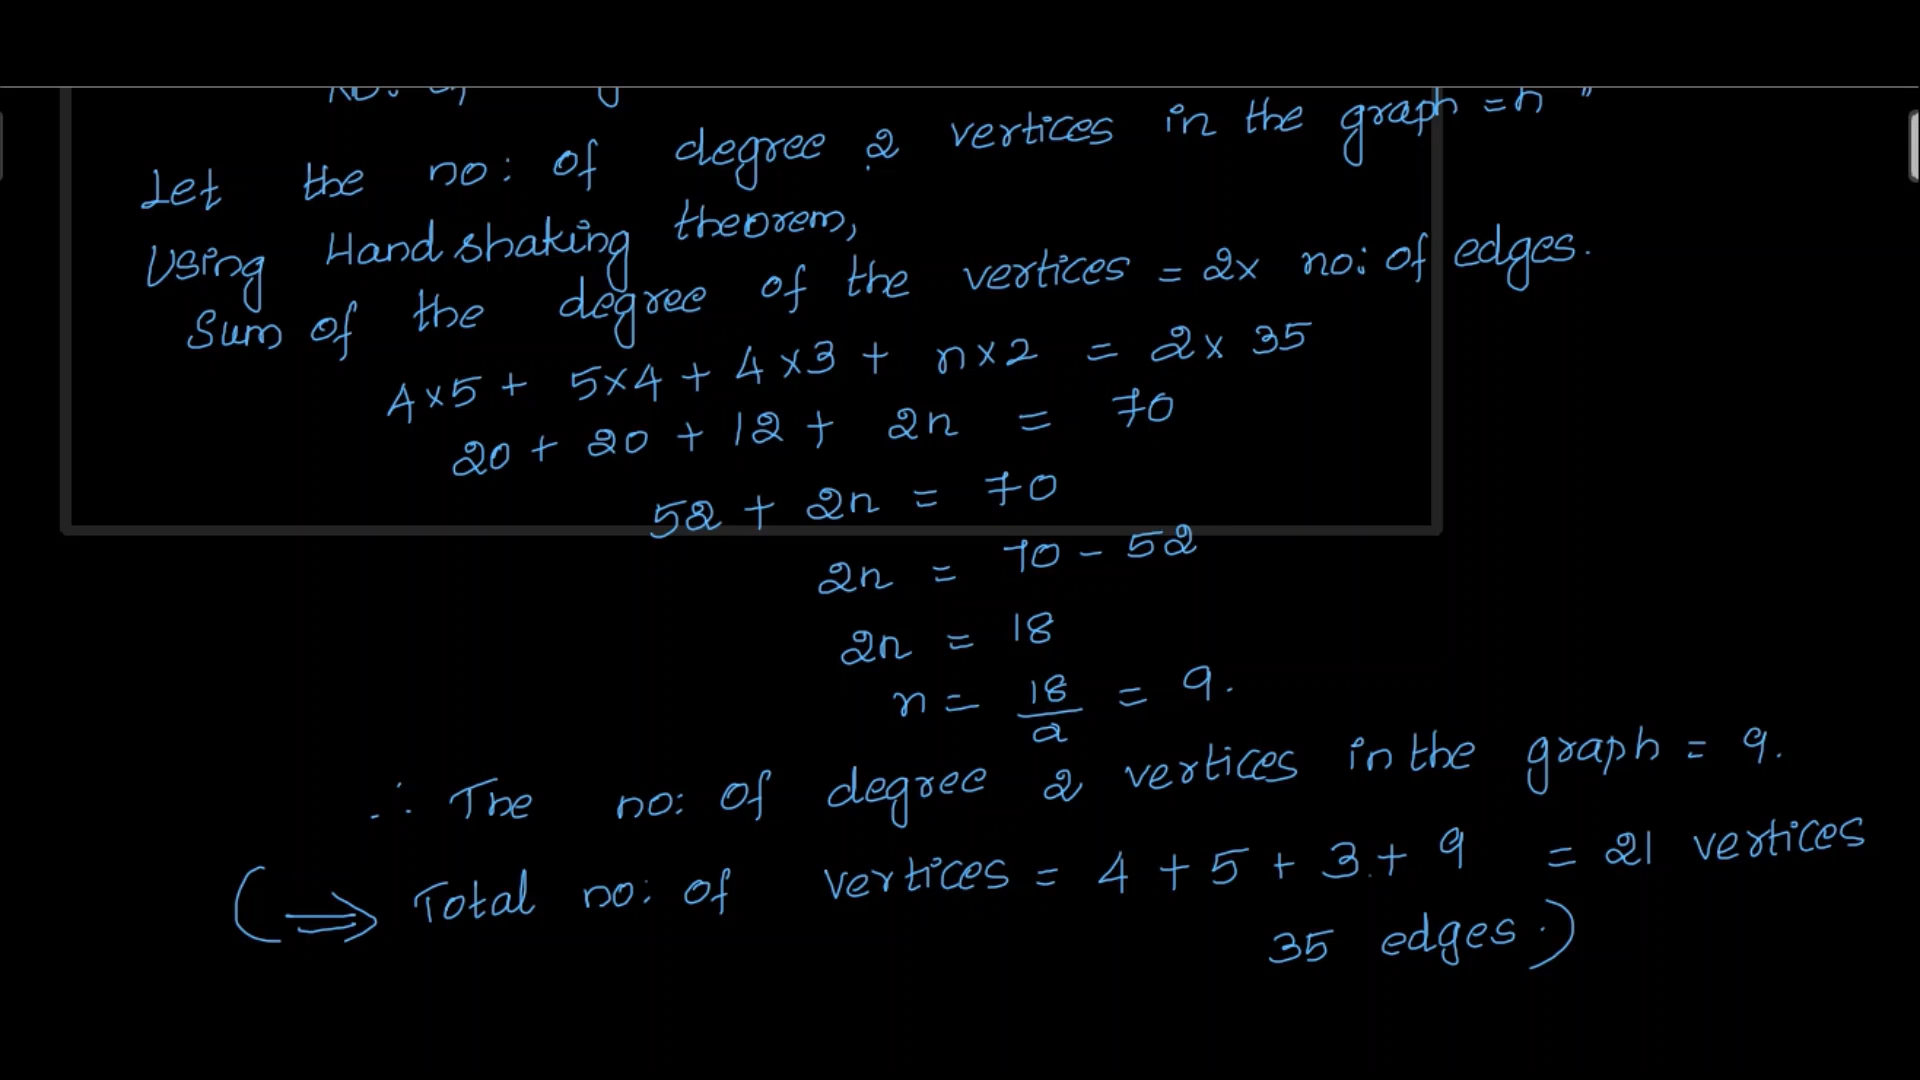 Let the no: of degree 2 vertices in the graph = n "
Using Hand shaking theorem,
Sum of the degree of the vertices = 2x no: of edges.
4x5 + 5x4 + 4x3 + nx2 = 2x 35
20 + 20 + 12 + 2n = 70
52 + 2n = 70
2n = 70 - 52
2n = 18
n = 18/2 = 9.
∴ The no: of degree 2 vertices in the graph = 9.
(⇒ Total no: of vertices = 4 + 5 + 3 + 9 = 21 vertices
35 edges.)